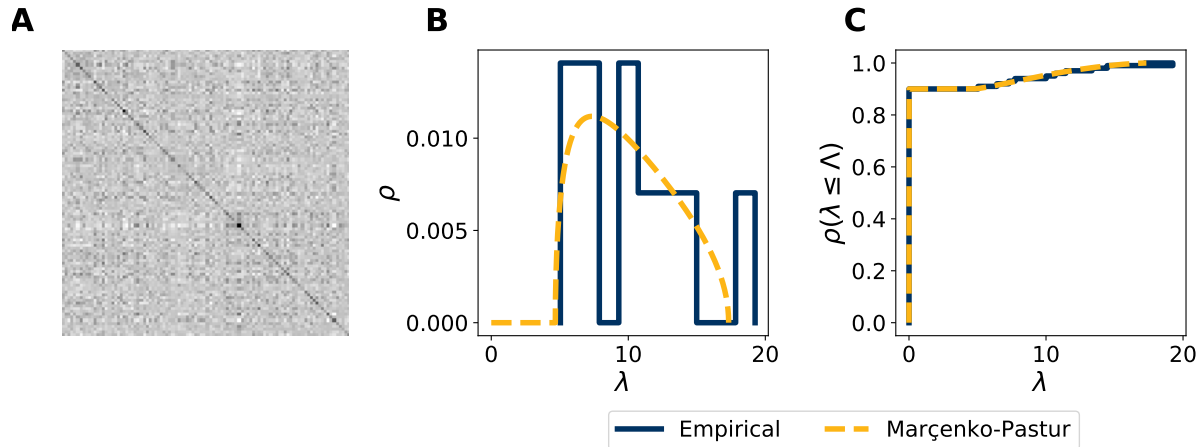 A
B
C
0.010
0.005
0.000
ρ
0
10
20
λ
1.0
0.8
0.6
0.4
0.2
0.0
ρ(λ ≤ Λ)
0
10
20
λ
Empirical
Marçenko-Pastur